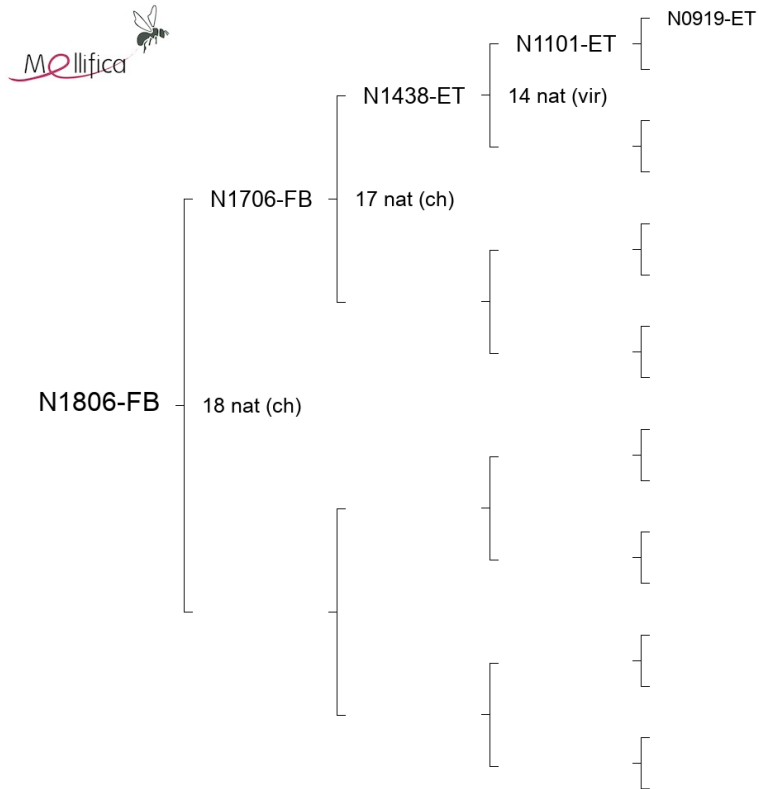 Mellifica
N0919-ET
N1101-ET
N1438-ET
14 nat (vir)
N1706-FB
17 nat (ch)
N1806-FB
18 nat (ch)